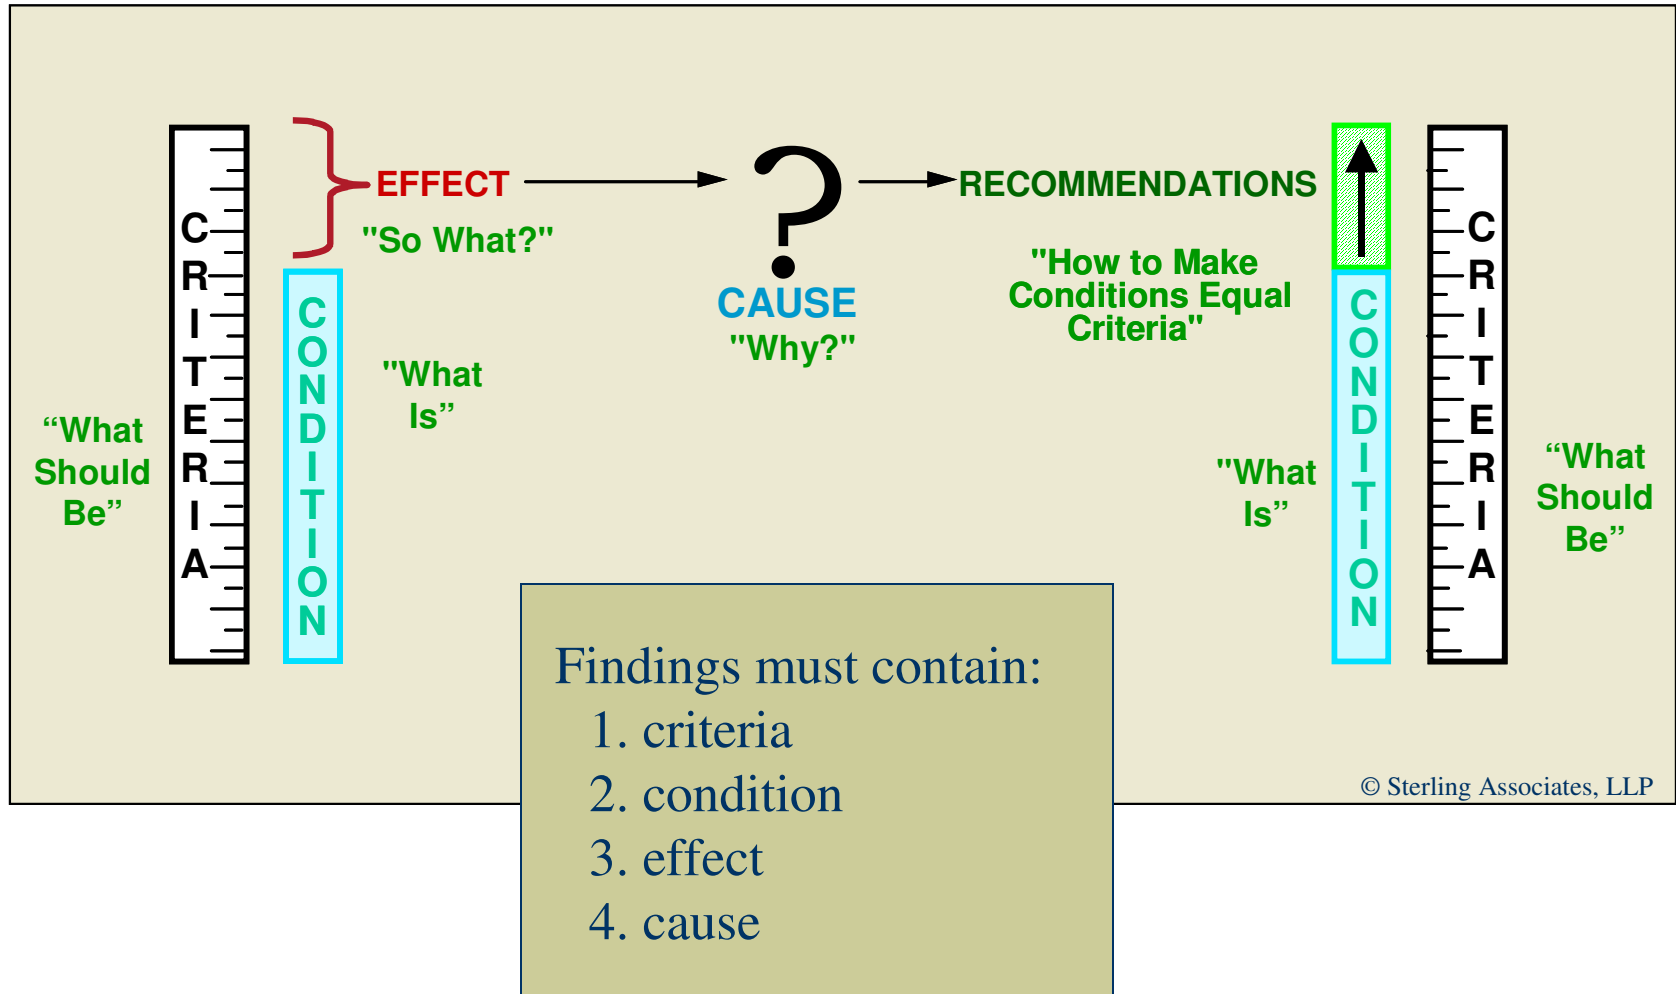 “What
Should
Be”
CRITERIA
CONDITION
EFFECT
"So What?"
"What
Is”
?
CAUSE
"Why?"
RECOMMENDATIONS
"How to Make
Conditions Equal
Criteria"
"What
Is”
CONDITION
CRITERIA
“What
Should
Be”
Findings must contain:
1. criteria
2. condition
3. effect
4. cause
© Sterling Associates, LLP